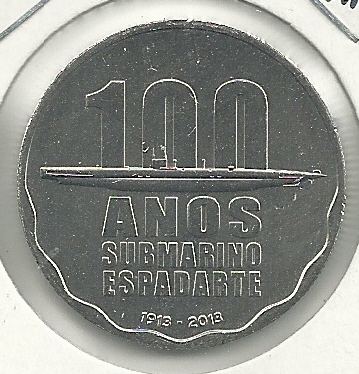 100
ANOS
SUBMARINO
ESPADARTE
1913 - 2013